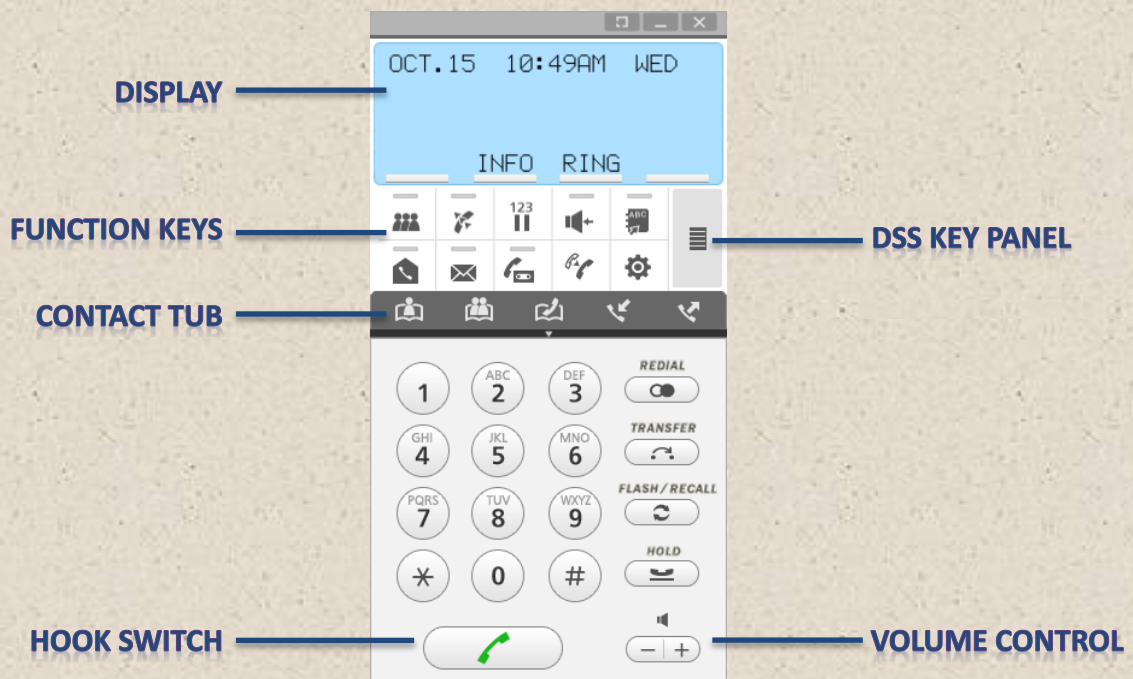 OCT.15 10:49AM WED
DISPLAY
INFO RING
123
ABC
FUNCTION KEYS
DSS KEY PANEL
CONTACT TUB
REDIAL
1
ABC
2
DEF
3
TRANSFER
GHI
4
JKL
5
MNO
6
FLASH/RECALL
PQRS
7
TUV
8
WXYZ
9
HOLD
*
0
#
HOOK SWITCH
− +
VOLUME CONTROL